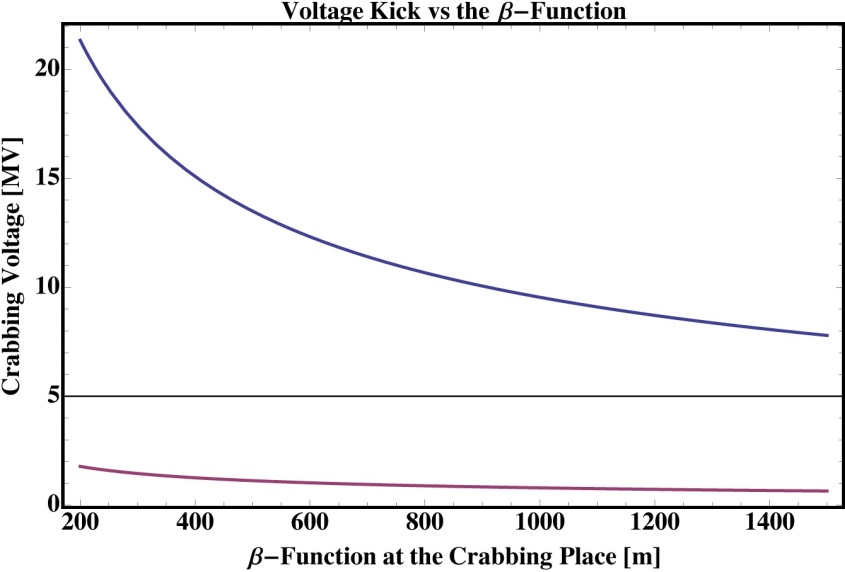 Voltage Kick vs the β−Function
Crabbing Voltage [MV]
20
15
10
5
0
200 400 600 800 1000 1200 1400
β−Function at the Crabbing Place [m]